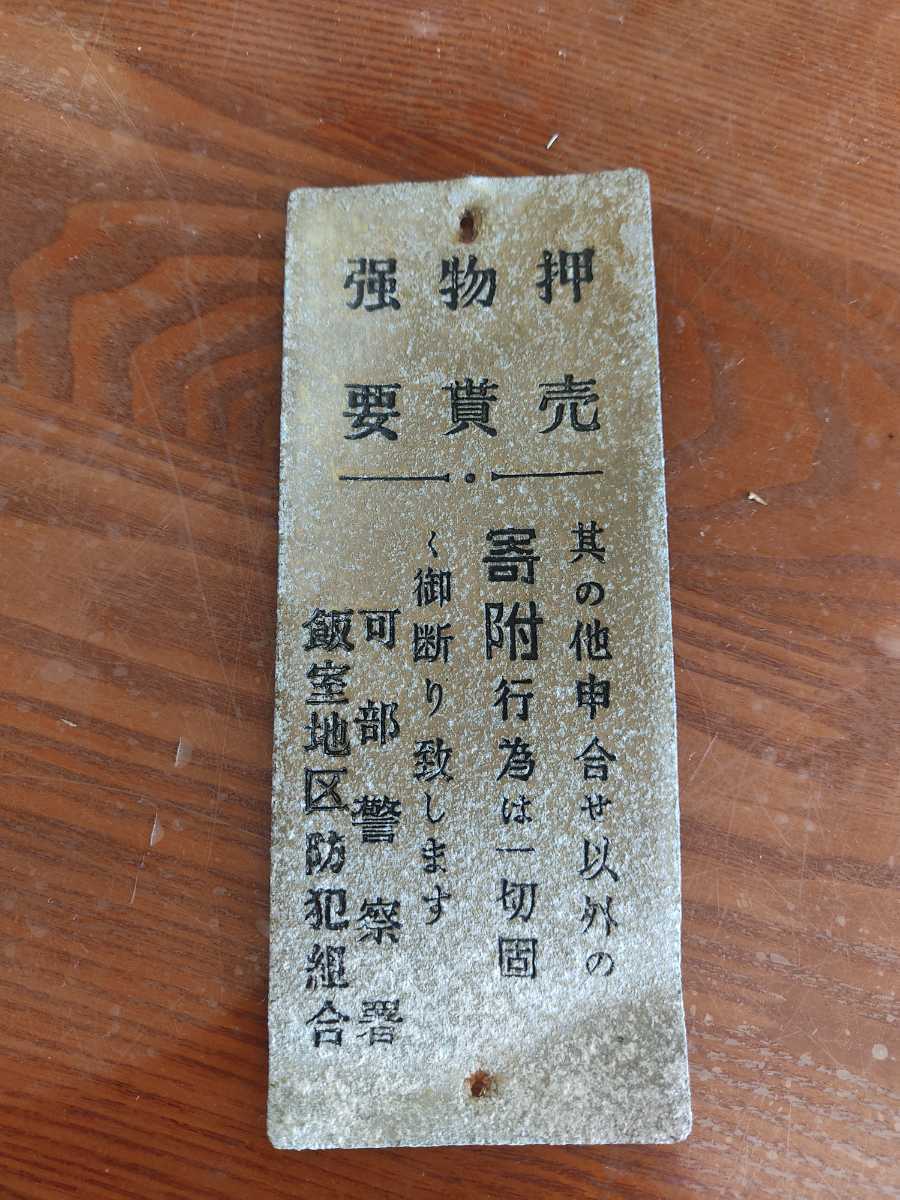 押売
物貰
强要
其の他申合せ以外の
寄附行為は一切固
く御断り致します
可部警察署
飯室地区防犯組合